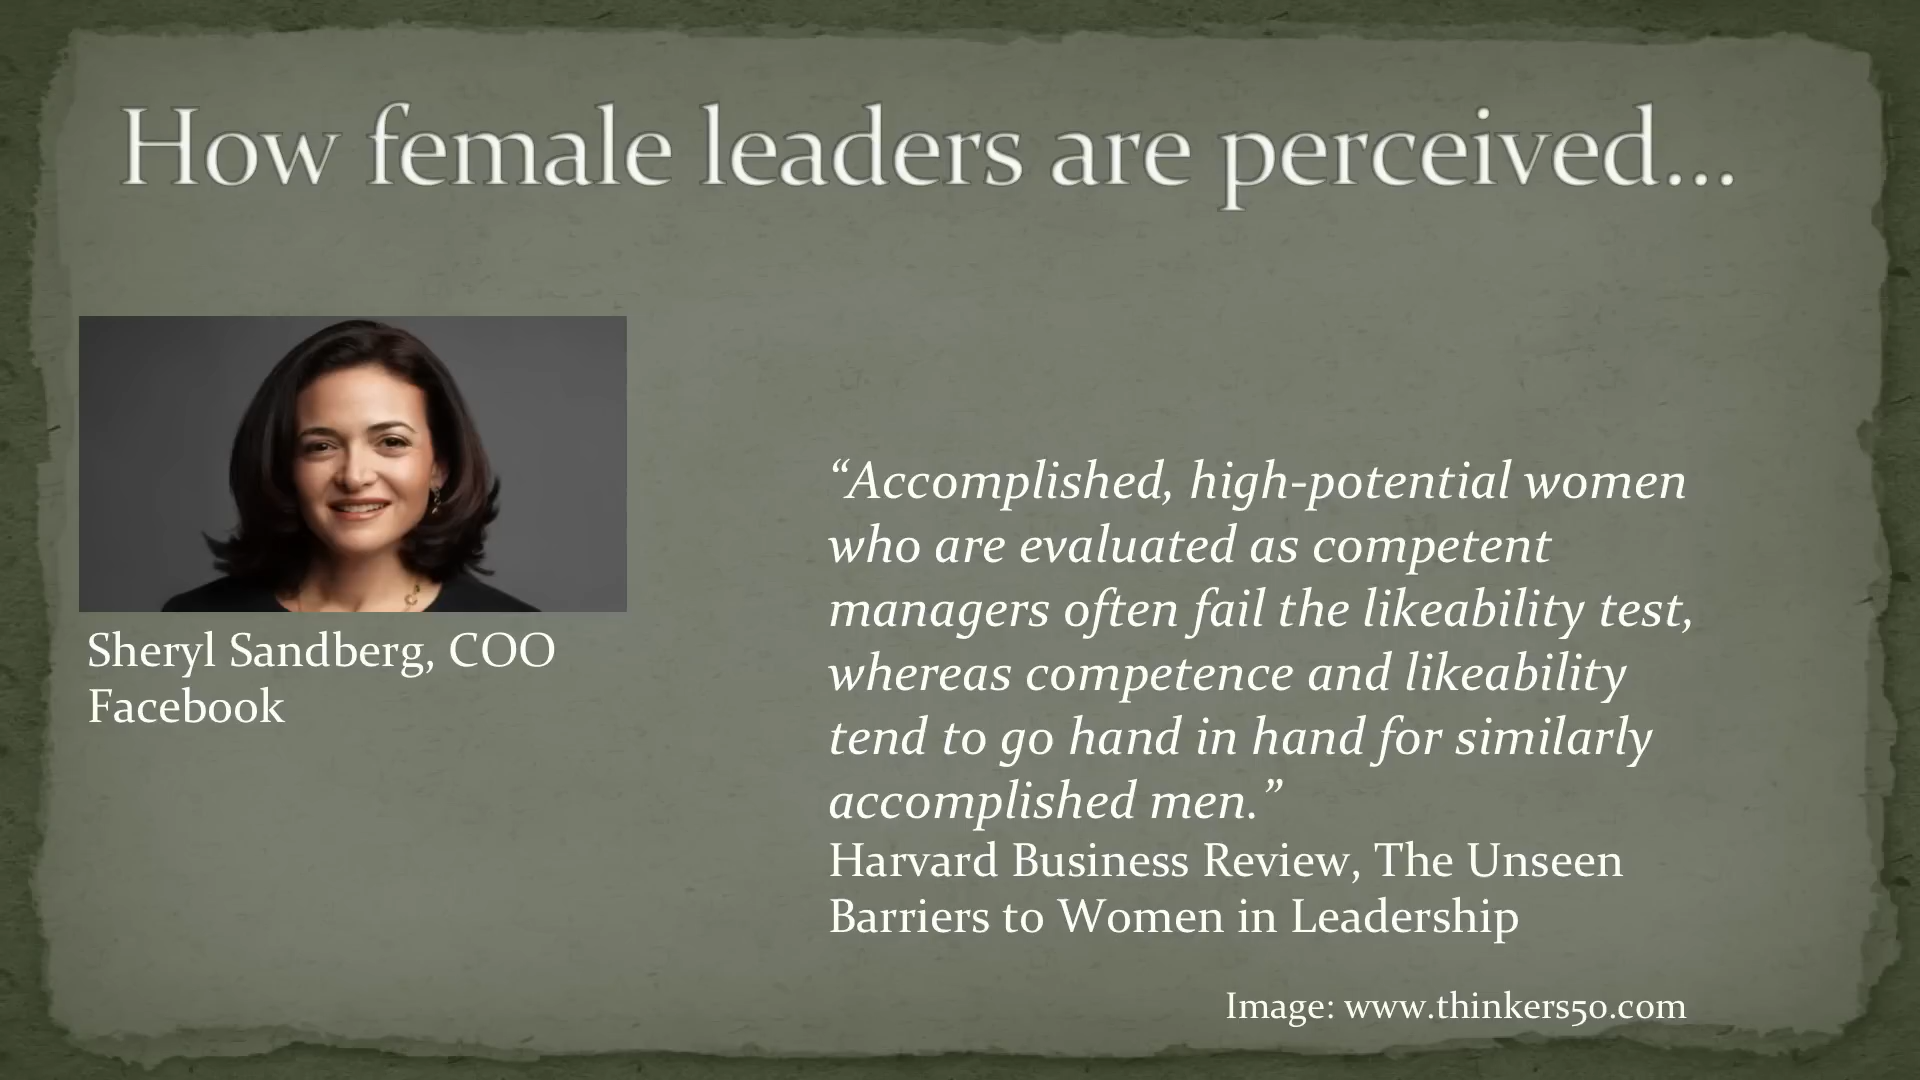 How female leaders are perceived...
Sheryl Sandberg, COO
Facebook
“Accomplished, high-potential women
who are evaluated as competent
managers often fail the likeability test,
whereas competence and likeability
tend to go hand in hand for similarly
accomplished men.”
Harvard Business Review, The Unseen
Barriers to Women in Leadership
Image: www.thinkers50.com